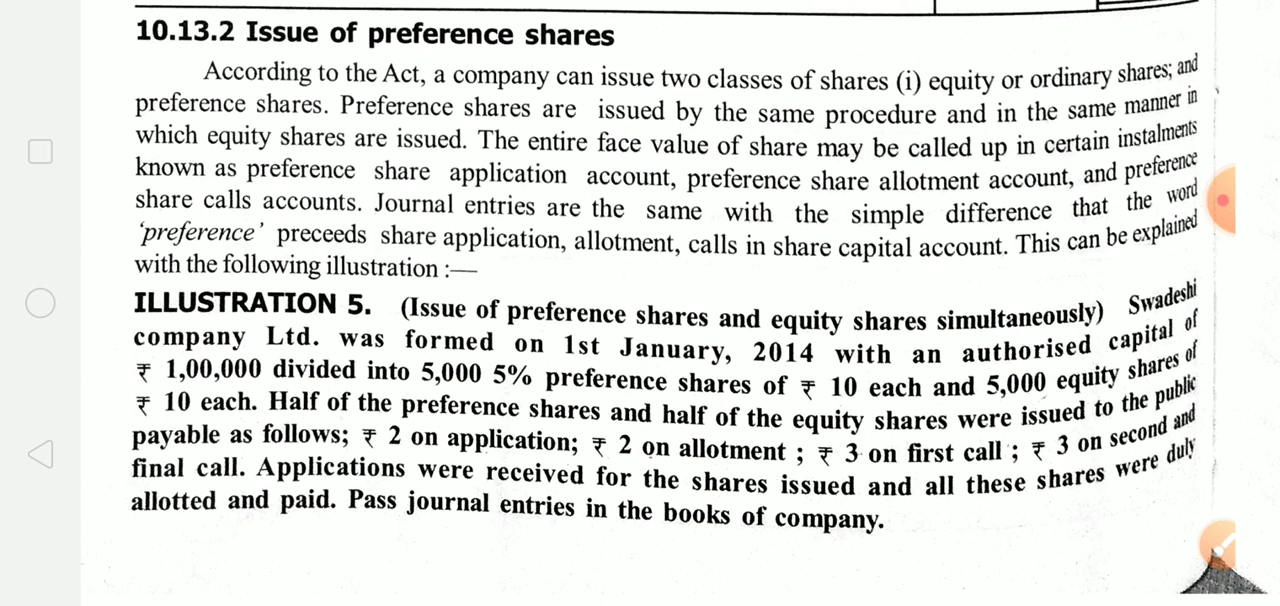 10.13.2 Issue of preference shares
According to the Act, a company can issue two classes of shares (i) equity or ordinary shares; and
preference shares. Preference shares are issued by the same procedure and in the same manner in
which equity shares are issued. The entire face value of share may be called up in certain instalments
known as preference share application account, preference share allotment account, and preference
share calls accounts. Journal entries are the same with the simple difference that the word
‘preference’ preceeds share application, allotment, calls in share capital account. This can be explained
with the following illustration :—
ILLUSTRATION 5. (Issue of preference shares and equity shares simultaneously) Swadeshi
company Ltd. was formed on 1st January, 2014 with an authorised capital of
₹ 1,00,000 divided into 5,000 5% preference shares of ₹ 10 each and 5,000 equity shares of
₹ 10 each. Half of the preference shares and half of the equity shares were issued to the public
payable as follows; ₹ 2 on application; ₹ 2 on allotment ; ₹ 3 on first call ; ₹ 3 on second and
final call. Applications were received for the shares issued and all these shares were duly
allotted and paid. Pass journal entries in the books of company.